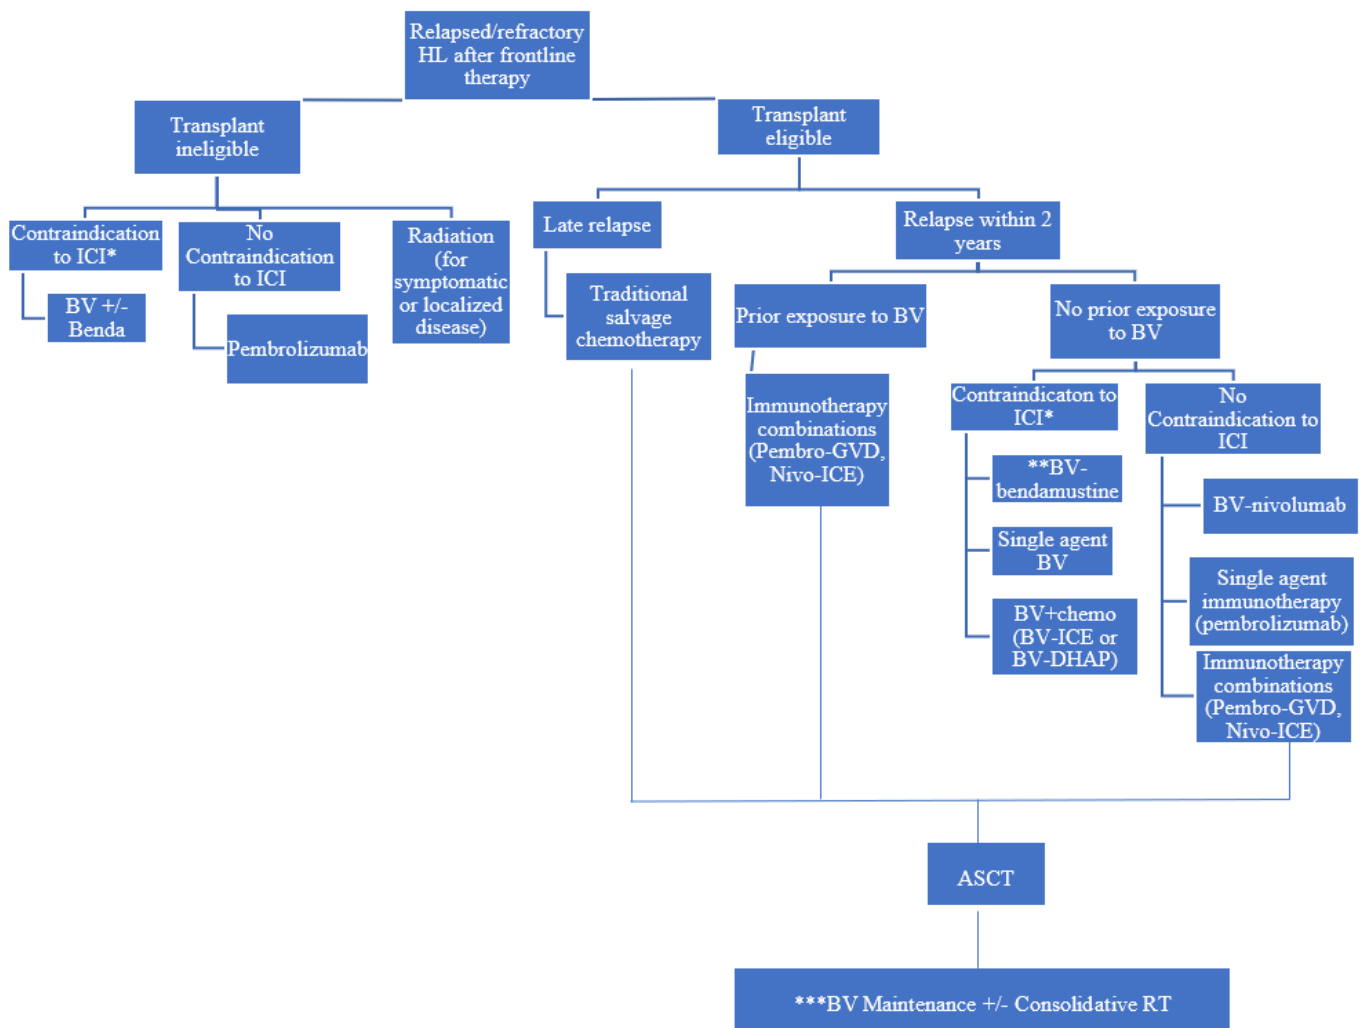 Relapsed/refractory
HL after frontline
therapy
Transplant
ineligible
Transplant
eligible
Contraindication
to ICI*
No
Contraindication
to ICI
Radiation
(for
symptomatic
or localized
disease)
Late relapse
Relapse within 2
years
BV +/-
Benda
Pembrolizumab
Traditional
salvage
chemotherapy
Prior exposure to BV
No prior exposure
to BV
Immunotherapy
combinations
(Pembro-GVD,
Nivo-ICE)
Contraindicaton to
ICI*
No
Contraindication to
ICI
**BV-
bendamustine
Single agent
BV
BV+chemo
(BV-ICE or
BV-DHAP)
BV-nivolumab
Single agent
immunotherapy
(pembrolizumab)
Immunotherapy
combinations
(Pembro-GVD,
Nivo-ICE)
ASCT
***BV Maintenance +/- Consolidative RT